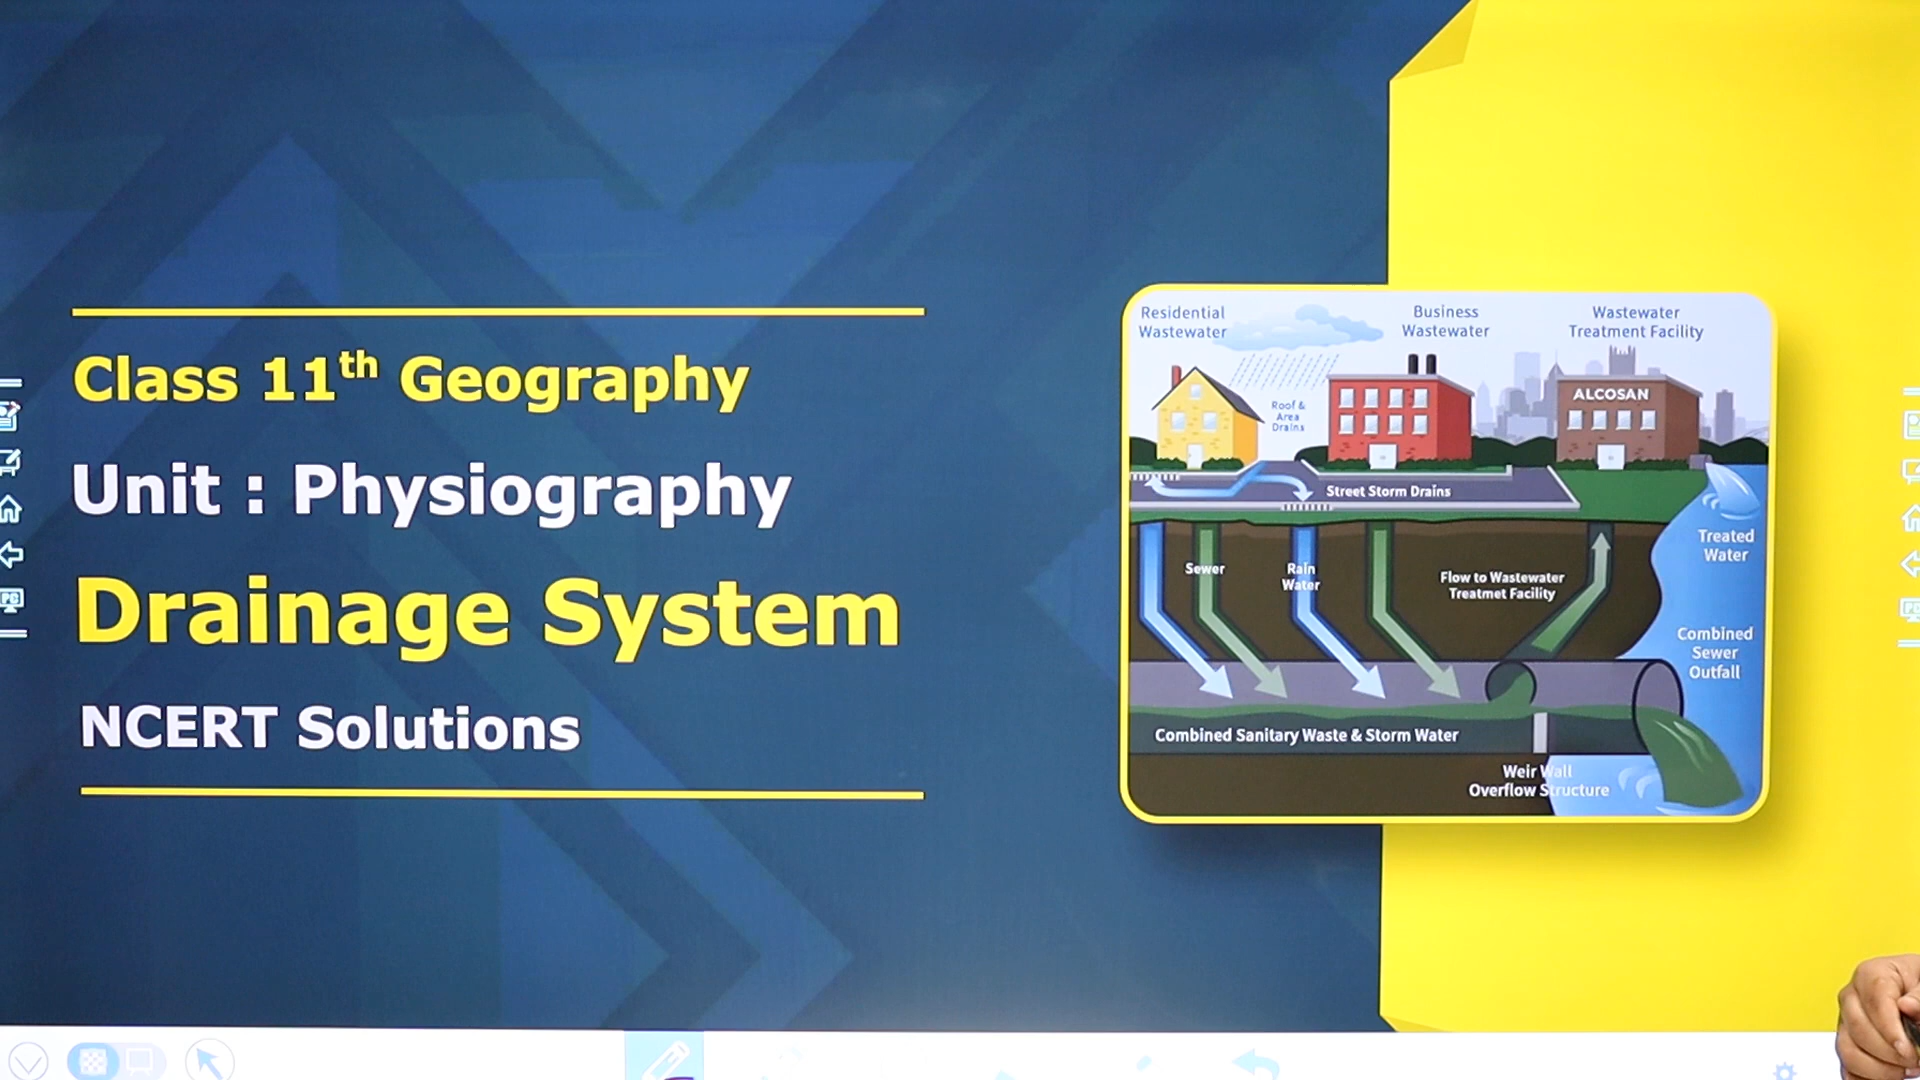 Class 11th Geography
Unit : Physiography
Drainage System
NCERT Solutions
Residential
Wastewater
Business
Wastewater
Wastewater
Treatment Facility
Roof &
Area
Drains
ALCOSAN
Street Storm Drains
Treated
Water
Sewer
Rain
Water
Flow to Wastewater
Treatmet Facility
Combined
Sewer
Outfall
Combined Sanitary Waste & Storm Water
Weir Wall
Overflow Structure
PC